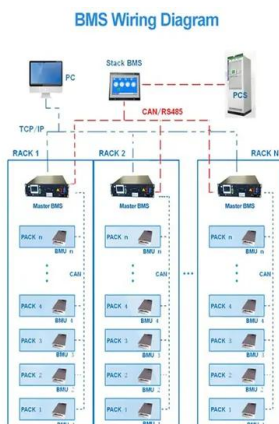 BMS Wiring Diagram
PC
Stack BMS
PCS
CAN/RS485
TCP/IP
RACK 1
RACK 2
RACK N
Master BMS
Master BMS
Master BMS
PACK n
BMU n
PACK n
BMU n
PACK n
BMU n
CAN
CAN
CAN
PACK 4
BMU 4
PACK 4
BMU 4
PACK 4
BMU 4
PACK 3
BMU 3
PACK 3
BMU 3
PACK 3
BMU 3
PACK 2
BMU 2
PACK 2
BMU 2
PACK 2
BMU 2
PACK 1
PACK 1
PACK 1